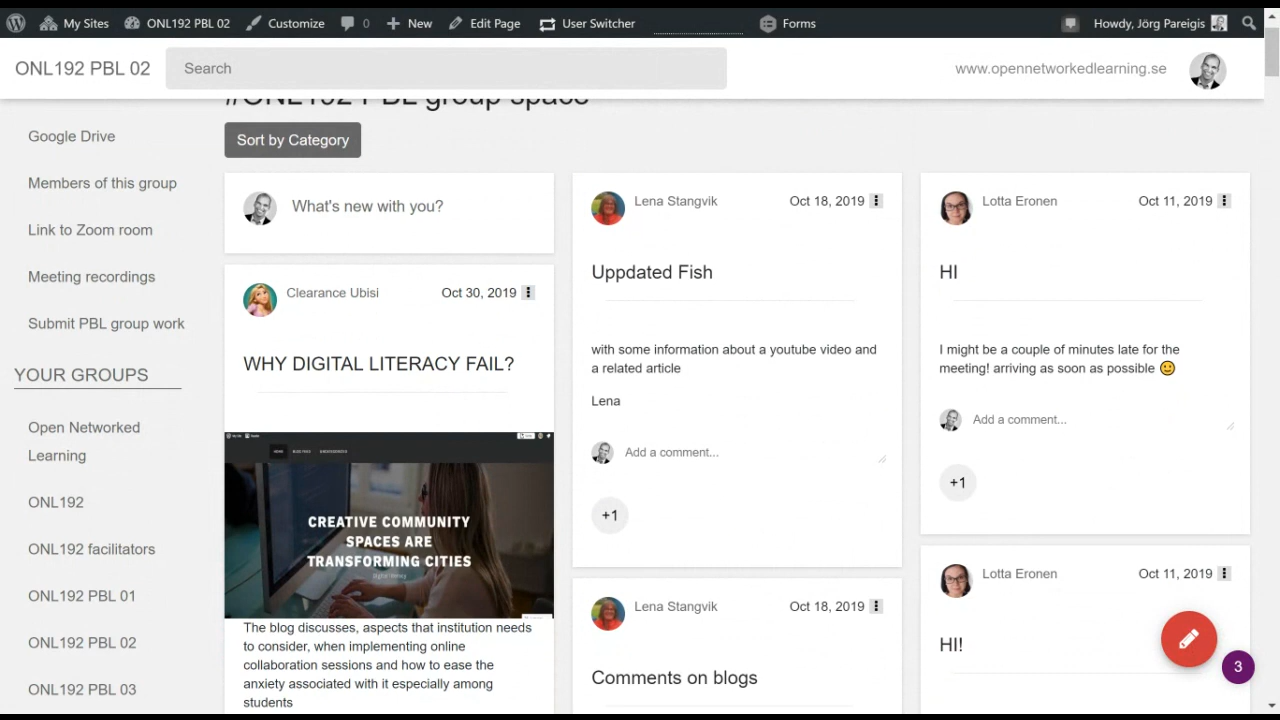 My Sites
ONL192 PBL 02
Customize
0
New
Edit Page
User Switcher
Forms
Howdy, Jörg Pareigis
ONL192 PBL 02
Search
www.opennetworkedlearning.se
#ONL192 PBL group space
Sort by Category
Google Drive
Members of this group
Link to Zoom room
Meeting recordings
Submit PBL group work
YOUR GROUPS
Open Networked
Learning
ONL192
ONL192 facilitators
ONL192 PBL 01
ONL192 PBL 02
ONL192 PBL 03
What's new with you?
Clearance Ubisi
Oct 30, 2019
WHY DIGITAL LITERACY FAIL?
CREATIVE COMMUNITY
SPACES ARE
TRANSFORMING CITIES
The blog discusses, aspects that institution needs
to consider, when implementing online
collaboration sessions and how to ease the
anxiety associated with it especially among
students
Lena Stangvik
Oct 18, 2019
Uppdated Fish
with some information about a youtube video and
a related article
Lena
Add a comment...
+1
Lena Stangvik
Oct 18, 2019
Comments on blogs
Lotta Eronen
Oct 11, 2019
HI
I might be a couple of minutes late for the
meeting! arriving as soon as possible 🙂
Add a comment...
+1
Lotta Eronen
Oct 11, 2019
HI!
3